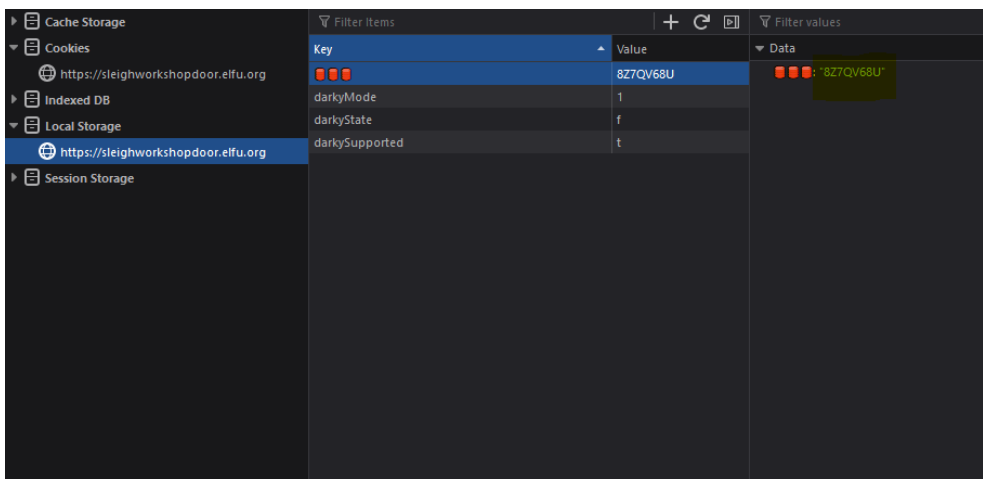 Cache Storage
Cookies
https://sleighworkshopdoor.elfu.org
Indexed DB
Local Storage
https://sleighworkshopdoor.elfu.org
Session Storage
Filter Items
Key Value
🛢🛢🛢 8Z7QV68U
darkyMode 1
darkyState f
darkySupported t
Filter values
Data
🛢🛢🛢: "8Z7QV68U"